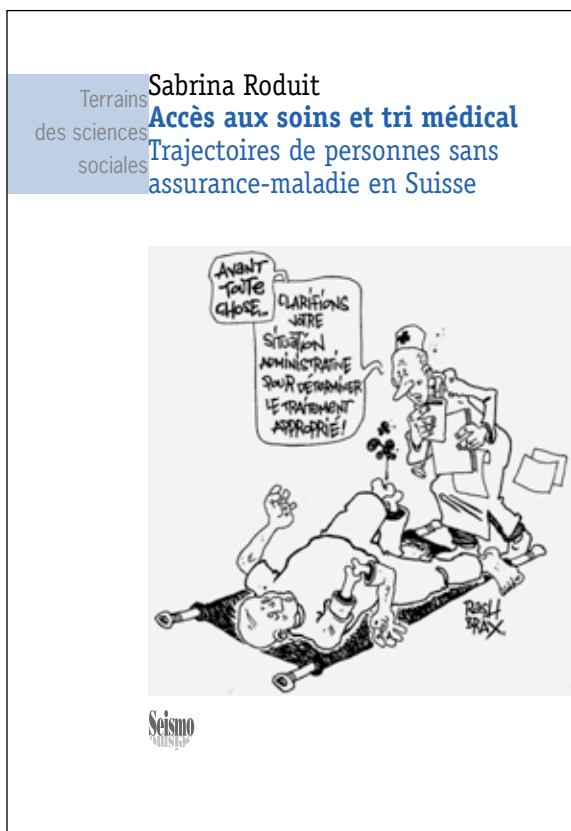 Terrains
des sciences
sociales
Sabrina Roduit
Accès aux soins et tri médical
Trajectoires de personnes sans
assurance-maladie en Suisse
AVANT
TOUTE
CHOSE...
CLARIFIONS
VOTRE
SITUATION
ADMINISTRATIVE
POUR DÉTERMINER
LE TRAITEMENT
APPROPRIÉ!
RASH
BRAX.
Seismo